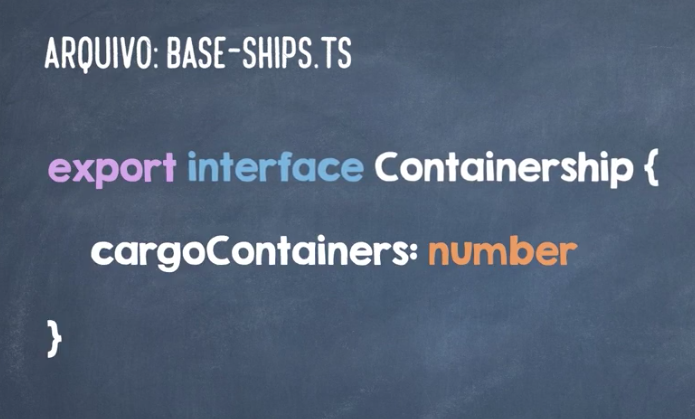 ARQUIVO: BASE-SHIPS.TS
export interface Containership {
cargoContainers: number
}